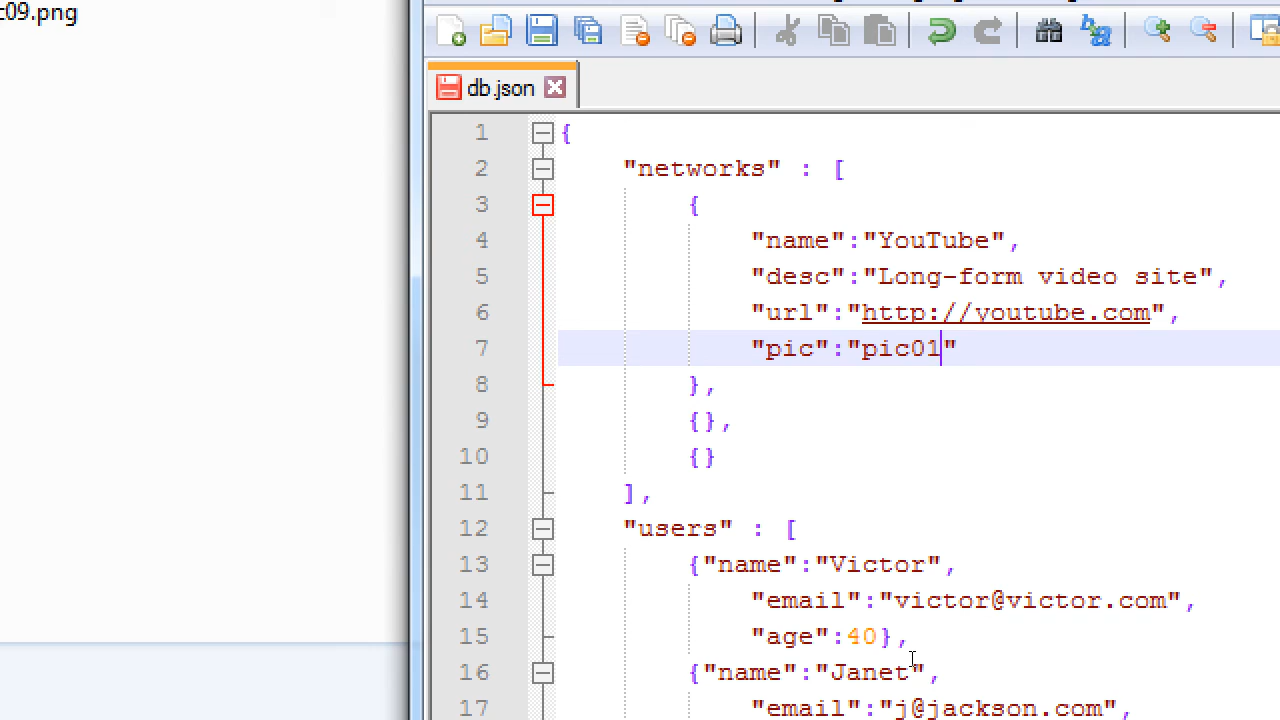 c09.png
db.json
1 {
2 "networks" : [
3 {
4 "name":"YouTube",
5 "desc":"Long-form video site",
6 "url":"http://youtube.com",
7 "pic":"pic01"
8 },
9 {},
10 {}
11 ],
12 "users" : [
13 {"name":"Victor",
14 "email":"victor@victor.com",
15 "age":40},
16 {"name":"Janet",
17 "email":"j@jackson.com",